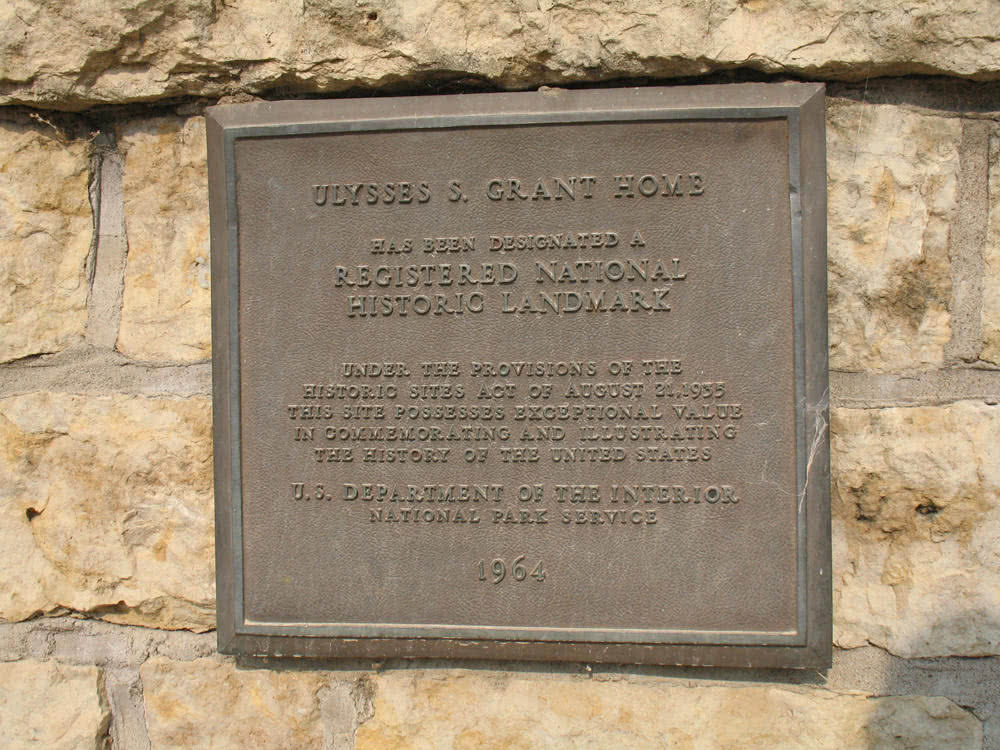 ULYSSES S. GRANT HOME
HAS BEEN DESIGNATED A
REGISTERED NATIONAL
HISTORIC LANDMARK
UNDER THE PROVISIONS OF THE
HISTORIC SITES ACT OF AUGUST 21, 1935
THIS SITE POSSESSES EXCEPTIONAL VALUE
IN COMMEMORATING AND ILLUSTRATING
THE HISTORY OF THE UNITED STATES
U.S. DEPARTMENT OF THE INTERIOR
NATIONAL PARK SERVICE
1964